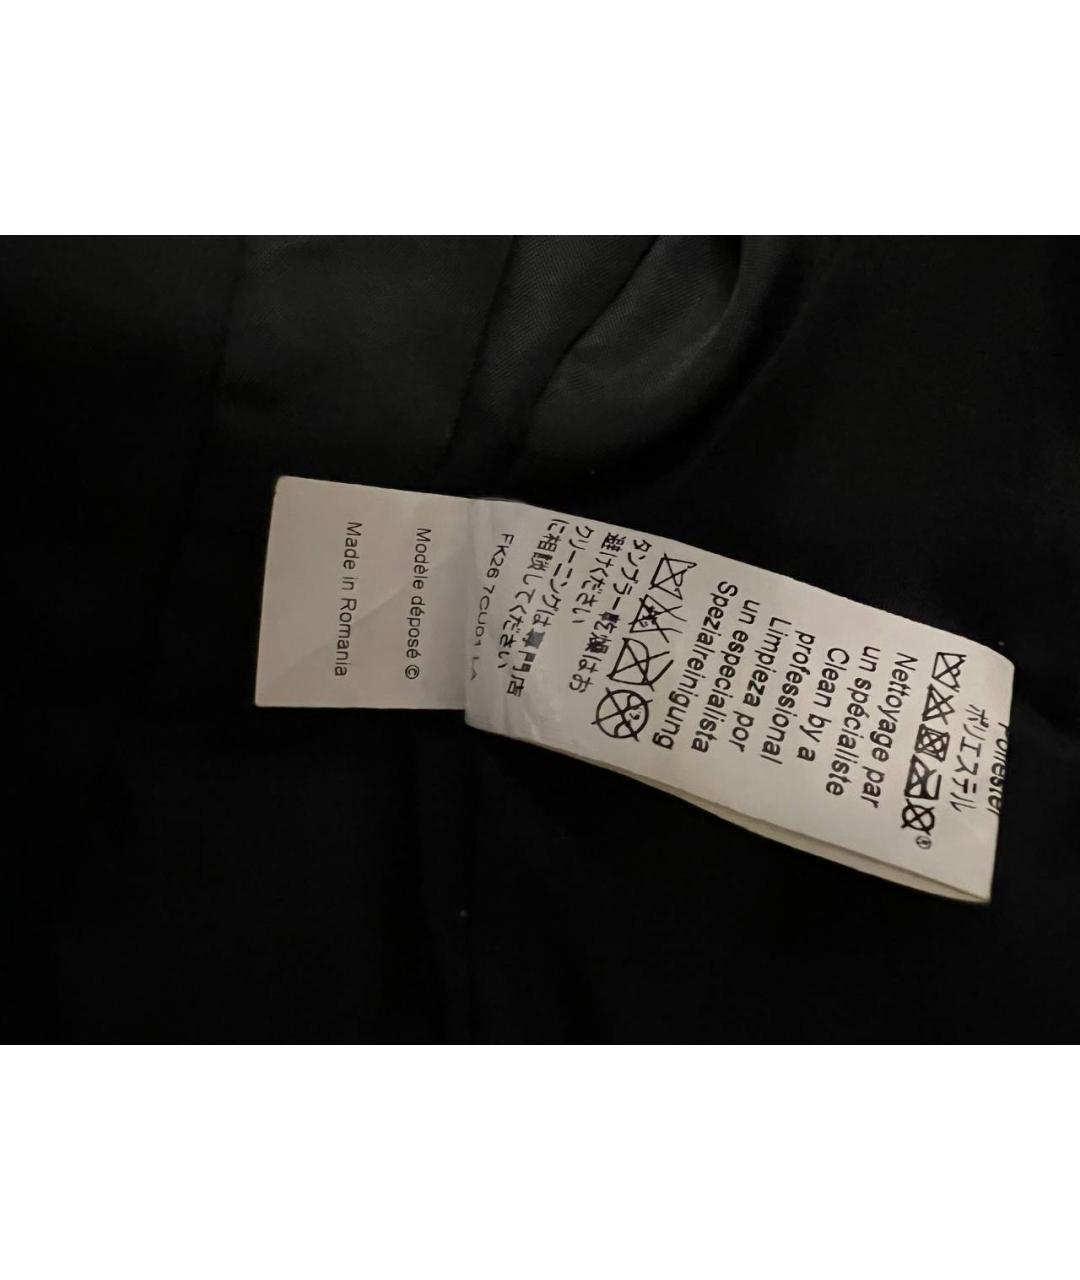 ポリエステル
Nettoyage par
un spécialiste
Clean by a
professional
Limpieza por
un especialista
Spezialreinigung
タンブラー乾燥はお
避けください
クリーニングは専門店
に相談してください
Modèle déposé ©
Made in Romania